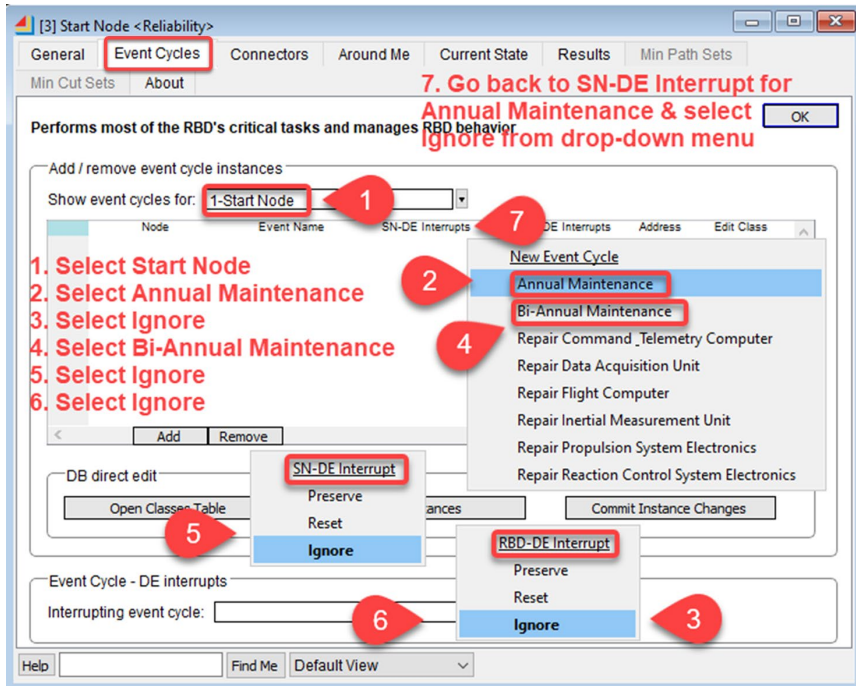 [3] Start Node <Reliability>
General Event Cycles Connectors Around Me Current State Results Min Path Sets
Min Cut Sets About
7. Go back to SN-DE Interrupt for
Annual Maintenance & select
Ignore from drop-down menu
OK
Performs most of the RBD's critical tasks and manages RBD behavior
Add / remove event cycle instances
Show event cycles for: 1-Start Node
1
Node Event Name SN-DE Interrupts DE Interrupts Address Edit Class
7
1. Select Start Node
2. Select Annual Maintenance
3. Select Ignore
4. Select Bi-Annual Maintenance
5. Select Ignore
6. Select Ignore
New Event Cycle
2
Annual Maintenance
Bi-Annual Maintenance
4
Repair Command _Telemetry Computer
Repair Data Acquisition Unit
Repair Flight Computer
Repair Inertial Measurement Unit
Repair Propulsion System Electronics
Repair Reaction Control System Electronics
Add Remove
DB direct edit
Open Classes Table ances Commit Instance Changes
SN-DE Interrupt
Preserve
Reset
Ignore
5
RBD-DE Interrupt
Preserve
Reset
Ignore
6
3
Event Cycle - DE interrupts
Interrupting event cycle:
Help Find Me Default View